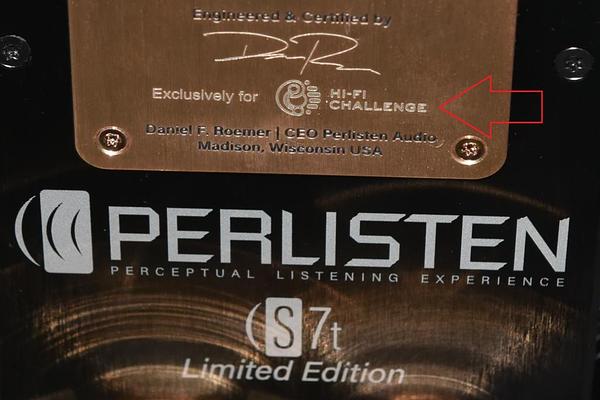 Engineered & Certified by
Exclusively for HI-FI CHALLENGE
Daniel F. Roemer | CEO Perlisten Audio
Madison, Wisconsin USA
PERLISTEN
PERCEPTUAL LISTENING EXPERIENCE
S7t
Limited Edition